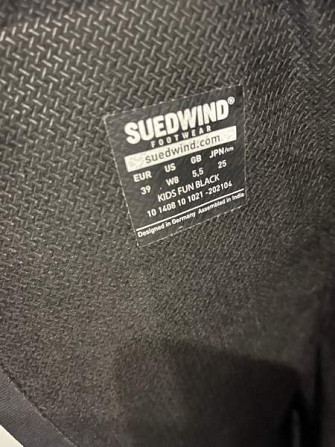 SUEDWIND®
FOOTWEAR
suedwind.com
EUR US GB JPN/cm
39 W8 5,5 25
KIDS FUN BLACK
10 1408 10 1021 -202104
Designed in Germany Assembled in India